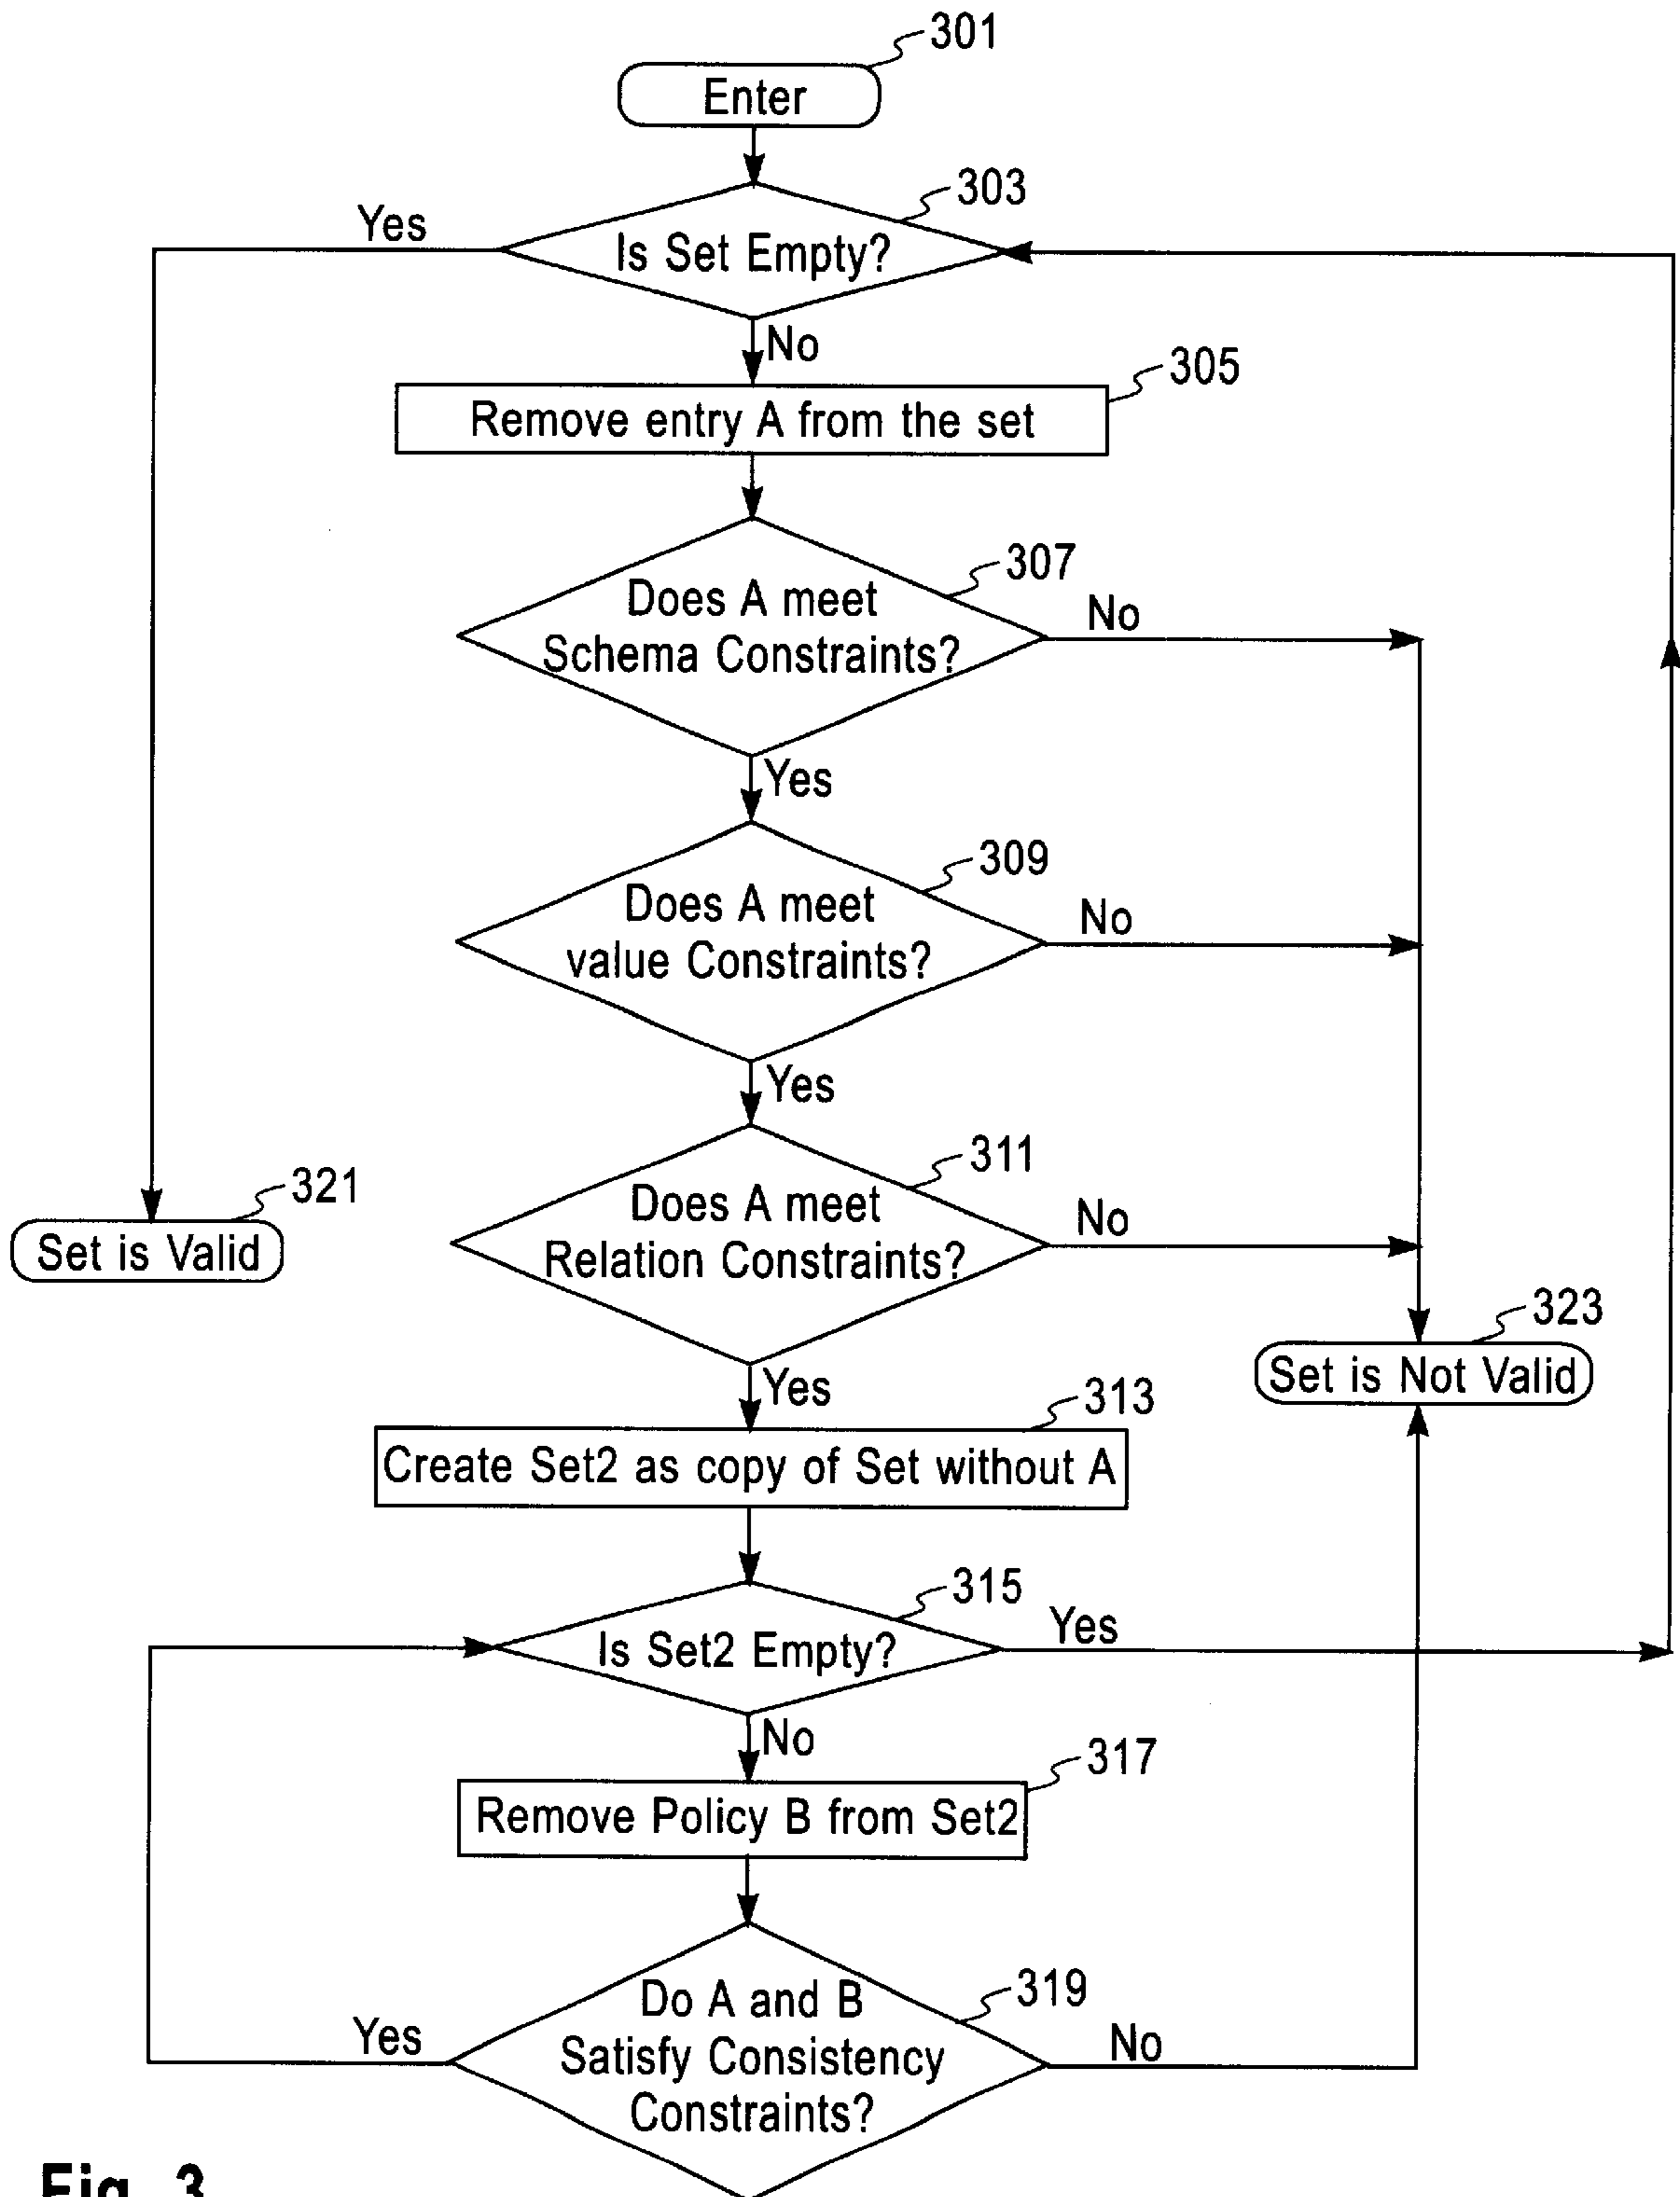 301
Enter
303
Yes
Is Set Empty?
No
305
Remove entry A from the set
307
Does A meet
No
Schema Constraints?
Yes
309
Does A meet
No
value Constraints?
Yes
311
321
Does A meet
No
Set is Valid
Relation Constraints?
323
Yes
Set is Not Valid
313
Create Set2 as copy of Set without A
315
Yes
Is Set2 Empty?
No
317
Remove Policy B from Set2
319
Do A and B
Yes
No
Satisfy Consistency
Constraints?
Fig. 3